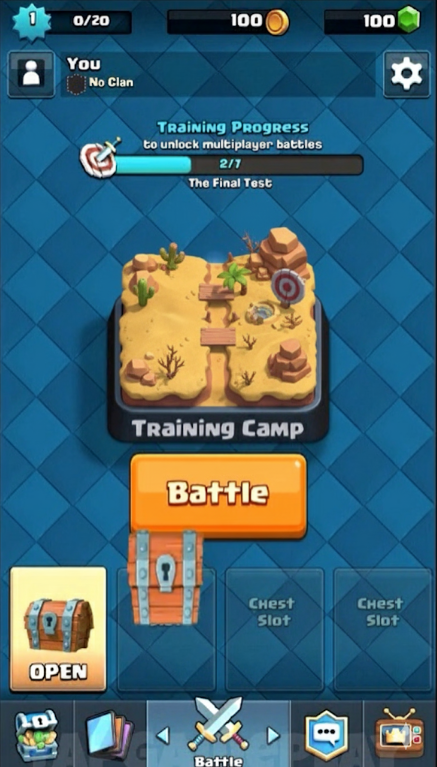 1
0/20
100
100
You
No Clan
Training Progress
to unlock multiplayer battles
2/7
The Final Test
Training Camp
Battle
Chest
Slot
Chest
Slot
OPEN
1
Battle